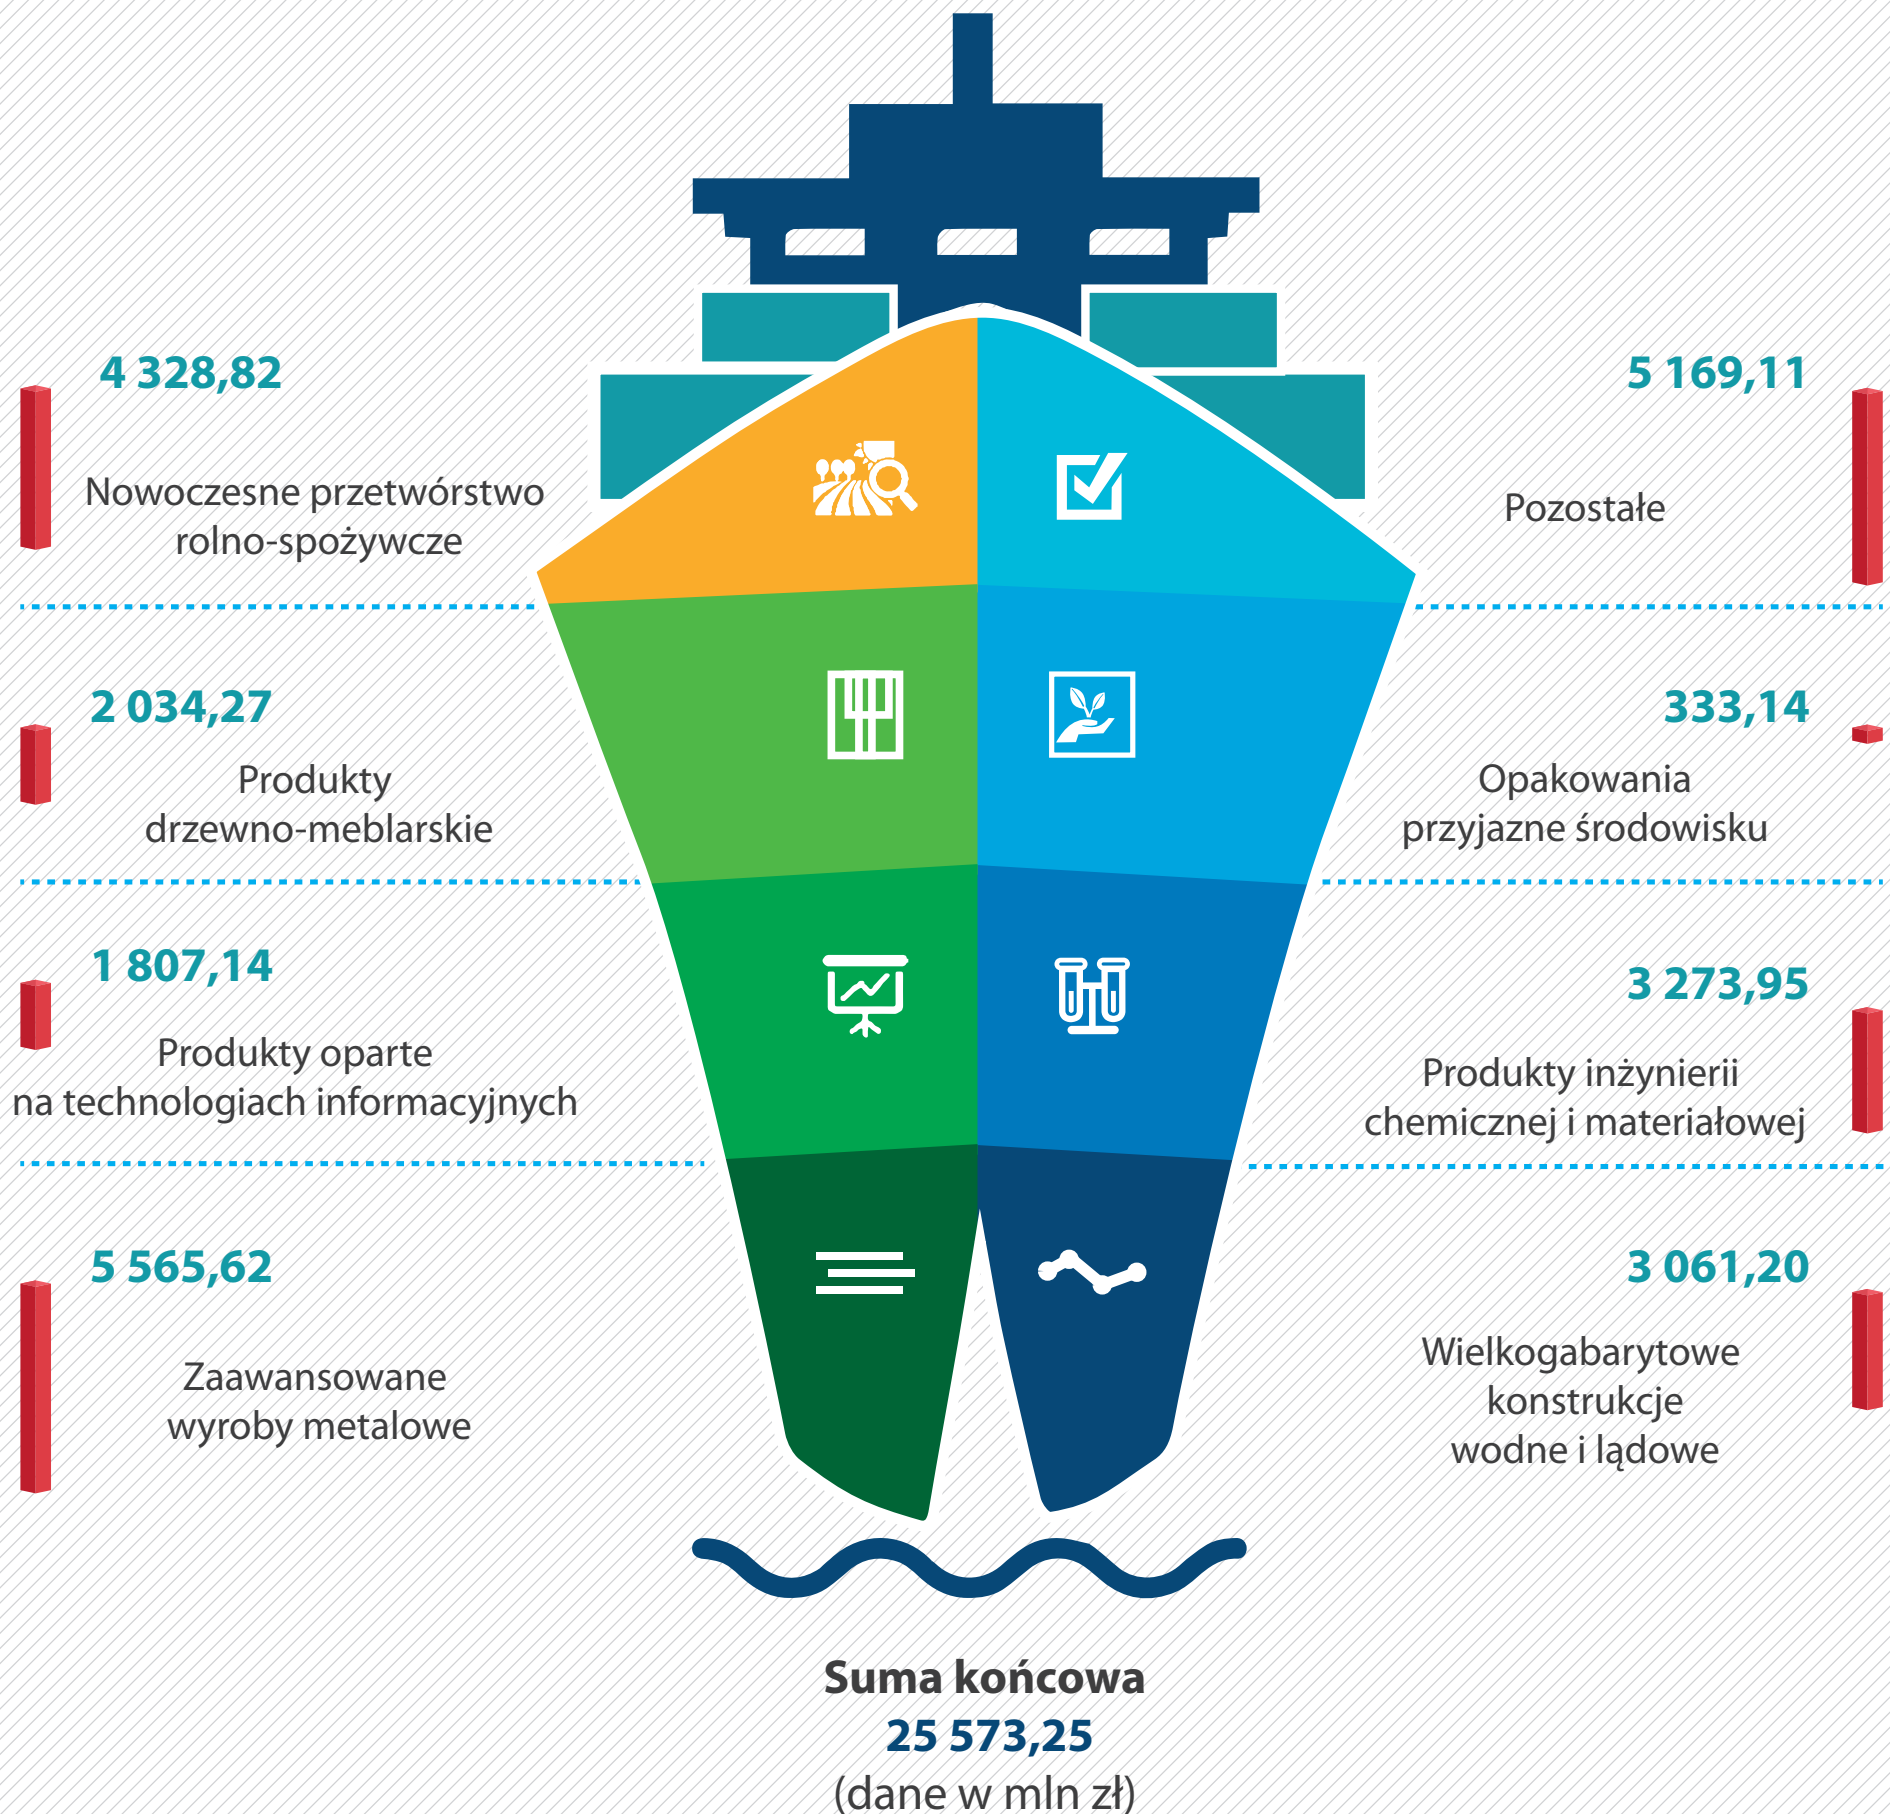 4 328,82
Nowoczesne przetwórstwo
rolno-spożywcze
5 169,11
Pozostałe
2 034,27
Produkty
drzewno-meblarskie
333,14
Opakowania
przyjazne środowisku
1 807,14
Produkty oparte
na technologiach informacyjnych
3 273,95
Produkty inżynierii
chemicznej i materiałowej
5 565,62
Zaawansowane
wyroby metalowe
3 061,20
Wielkogabarytowe
konstrukcje
wodne i lądowe
Suma końcowa
25 573,25
(dane w mln zł)